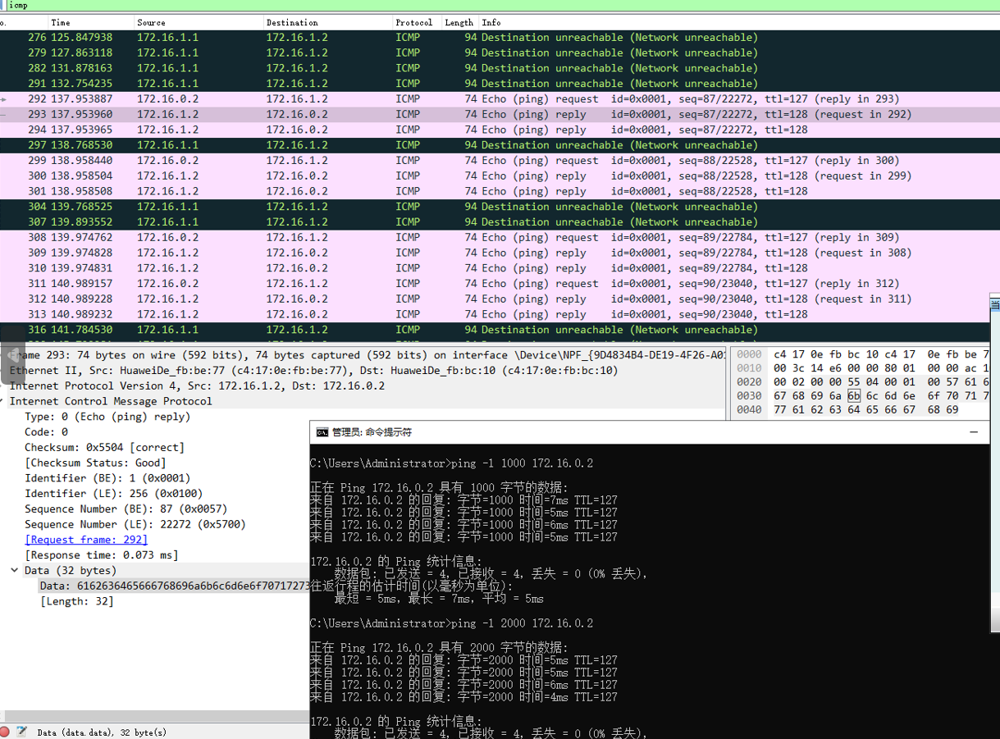 icmp
o. Time Source Destination Protocol Length Info
276 125.847938 172.16.1.1 172.16.1.2 ICMP 94 Destination unreachable (Network unreachable)
279 127.863118 172.16.1.1 172.16.1.2 ICMP 94 Destination unreachable (Network unreachable)
282 131.878163 172.16.1.1 172.16.1.2 ICMP 94 Destination unreachable (Network unreachable)
291 132.754235 172.16.1.1 172.16.1.2 ICMP 94 Destination unreachable (Network unreachable)
292 137.953887 172.16.0.2 172.16.1.2 ICMP 74 Echo (ping) request id=0x0001, seq=87/22272, ttl=127 (reply in 293)
293 137.953960 172.16.1.2 172.16.0.2 ICMP 74 Echo (ping) reply id=0x0001, seq=87/22272, ttl=128 (request in 292)
294 137.953965 172.16.1.2 172.16.0.2 ICMP 74 Echo (ping) reply id=0x0001, seq=87/22272, ttl=128
297 138.768530 172.16.1.1 172.16.1.2 ICMP 94 Destination unreachable (Network unreachable)
299 138.958440 172.16.0.2 172.16.1.2 ICMP 74 Echo (ping) request id=0x0001, seq=88/22528, ttl=127 (reply in 300)
300 138.958504 172.16.1.2 172.16.0.2 ICMP 74 Echo (ping) reply id=0x0001, seq=88/22528, ttl=128 (request in 299)
301 138.958508 172.16.1.2 172.16.0.2 ICMP 74 Echo (ping) reply id=0x0001, seq=88/22528, ttl=128
304 139.768525 172.16.1.1 172.16.1.2 ICMP 94 Destination unreachable (Network unreachable)
307 139.893552 172.16.1.1 172.16.1.2 ICMP 94 Destination unreachable (Network unreachable)
308 139.974762 172.16.0.2 172.16.1.2 ICMP 74 Echo (ping) request id=0x0001, seq=89/22784, ttl=127 (reply in 309)
309 139.974828 172.16.1.2 172.16.0.2 ICMP 74 Echo (ping) reply id=0x0001, seq=89/22784, ttl=128 (request in 308)
310 139.974831 172.16.1.2 172.16.0.2 ICMP 74 Echo (ping) reply id=0x0001, seq=89/22784, ttl=128
311 140.989157 172.16.0.2 172.16.1.2 ICMP 74 Echo (ping) request id=0x0001, seq=90/23040, ttl=127 (reply in 312)
312 140.989228 172.16.1.2 172.16.0.2 ICMP 74 Echo (ping) reply id=0x0001, seq=90/23040, ttl=128 (request in 311)
313 140.989232 172.16.1.2 172.16.0.2 ICMP 74 Echo (ping) reply id=0x0001, seq=90/23040, ttl=128
316 141.784530 172.16.1.1 172.16.1.2 ICMP 94 Destination unreachable (Network unreachable)
Frame 293: 74 bytes on wire (592 bits), 74 bytes captured (592 bits) on interface \Device\NPF_{9D4834B4-DE19-4F26-A0
Ethernet II, Src: HuaweiDe_fb:be:77 (c4:17:0e:fb:be:77), Dst: HuaweiDe_fb:bc:10 (c4:17:0e:fb:bc:10)
Internet Protocol Version 4, Src: 172.16.1.2, Dst: 172.16.0.2
Internet Control Message Protocol
Type: 0 (Echo (ping) reply)
Code: 0
Checksum: 0x5504 [correct]
[Checksum Status: Good]
Identifier (BE): 1 (0x0001)
Identifier (LE): 256 (0x0100)
Sequence Number (BE): 87 (0x0057)
Sequence Number (LE): 22272 (0x5700)
[Request frame: 292]
[Response time: 0.073 ms]
Data (32 bytes)
Data: 6162636465666768696a6b6c6d6e6f70717273
[Length: 32]
0000 c4 17 0e fb bc 10 c4 17 0e fb be 7
0010 00 3c 14 e6 00 00 80 01 00 00 ac 1
0020 00 02 00 00 55 04 00 01 00 57 61 6
0030 67 68 69 6a 6b 6c 6d 6e 6f 70 71 7
0040 77 61 62 63 64 65 66 67 68 69
管理员: 命令提示符
C:\Users\Administrator>ping -l 1000 172.16.0.2
正在 Ping 172.16.0.2 具有 1000 字节的数据:
来自 172.16.0.2 的回复: 字节=1000 时间=7ms TTL=127
来自 172.16.0.2 的回复: 字节=1000 时间=5ms TTL=127
来自 172.16.0.2 的回复: 字节=1000 时间=6ms TTL=127
来自 172.16.0.2 的回复: 字节=1000 时间=5ms TTL=127
172.16.0.2 的 Ping 统计信息:
数据包: 已发送 = 4, 已接收 = 4, 丢失 = 0 (0% 丢失),
往返行程的估计时间(以毫秒为单位):
最短 = 5ms, 最长 = 7ms, 平均 = 5ms
C:\Users\Administrator>ping -l 2000 172.16.0.2
正在 Ping 172.16.0.2 具有 2000 字节的数据:
来自 172.16.0.2 的回复: 字节=2000 时间=5ms TTL=127
来自 172.16.0.2 的回复: 字节=2000 时间=5ms TTL=127
来自 172.16.0.2 的回复: 字节=2000 时间=6ms TTL=127
来自 172.16.0.2 的回复: 字节=2000 时间=4ms TTL=127
172.16.0.2 的 Ping 统计信息:
数据包: 已发送 = 4, 已接收 = 4, 丢失 = 0 (0% 丢失),
Data (data.data), 32 byte(s)